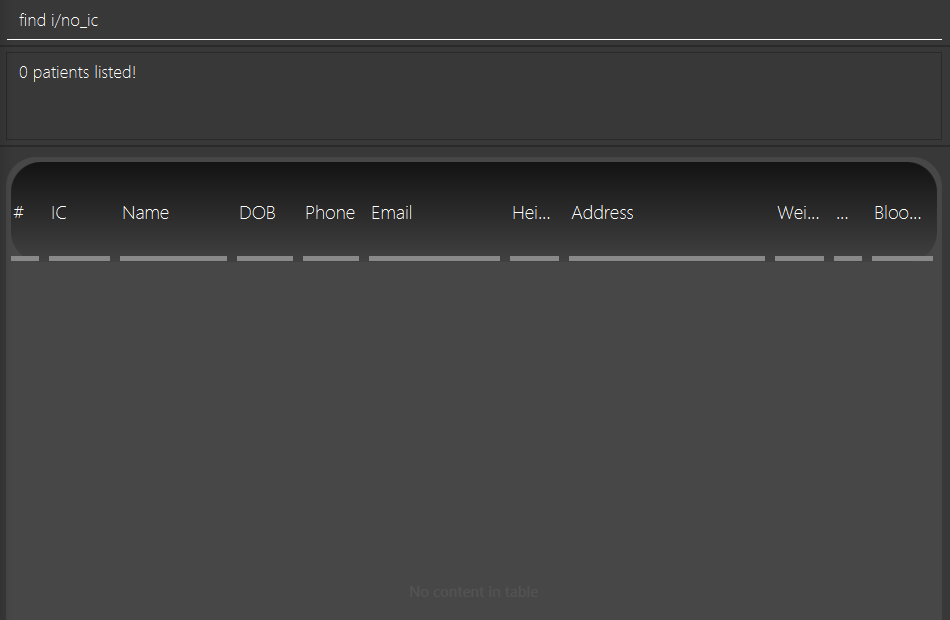 find i/no_ic
0 patients listed!
# IC Name DOB Phone Email Hei... Address Wei... ... Bloo...
No content in table